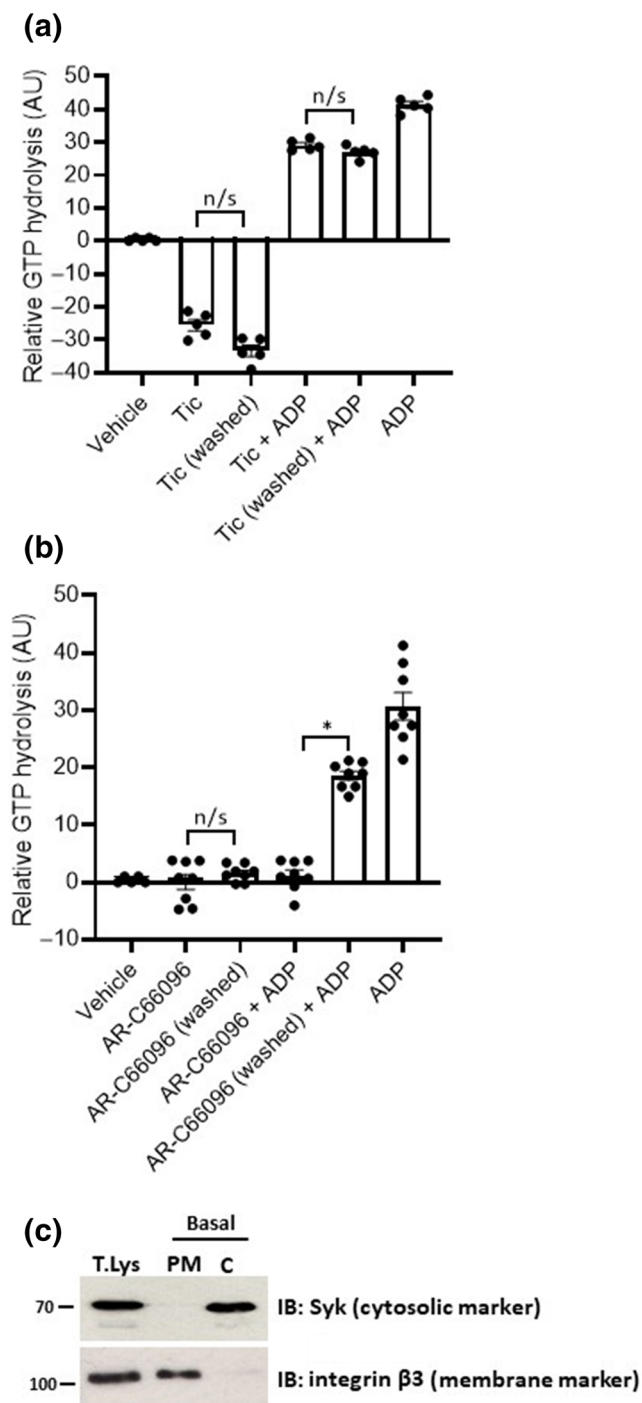 (a)
Relative GTP hydrolysis (AU)
50
40
30
20
10
0
–10
–20
–30
–40
n/s
n/s
Vehicle
Tic
Tic (washed)
Tic + ADP
Tic (washed) + ADP
ADP
(b)
Relative GTP hydrolysis (AU)
50
40
30
20
10
0
–10
n/s
*
Vehicle
AR-C66096
AR-C66096 (washed)
AR-C66096 + ADP
AR-C66096 (washed) + ADP
ADP
(c)
Basal
T.Lys PM C
70 IB: Syk (cytosolic marker)
100 IB: integrin β3 (membrane marker)